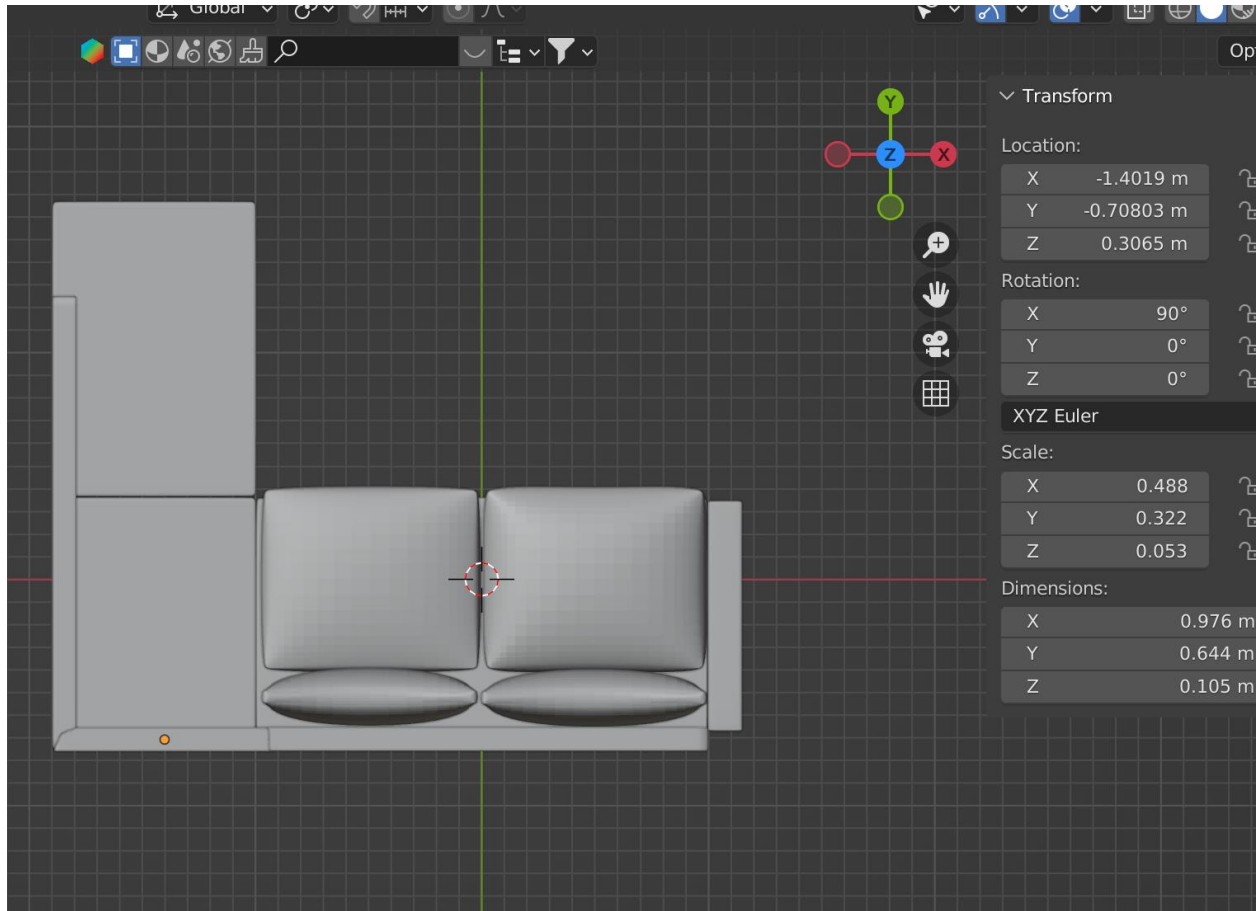 Global
Opt
Y
Z
X
Transform
Location:
X -1.4019 m
Y -0.70803 m
Z 0.3065 m
Rotation:
X 90°
Y 0°
Z 0°
XYZ Euler
Scale:
X 0.488
Y 0.322
Z 0.053
Dimensions:
X 0.976 m
Y 0.644 m
Z 0.105 m